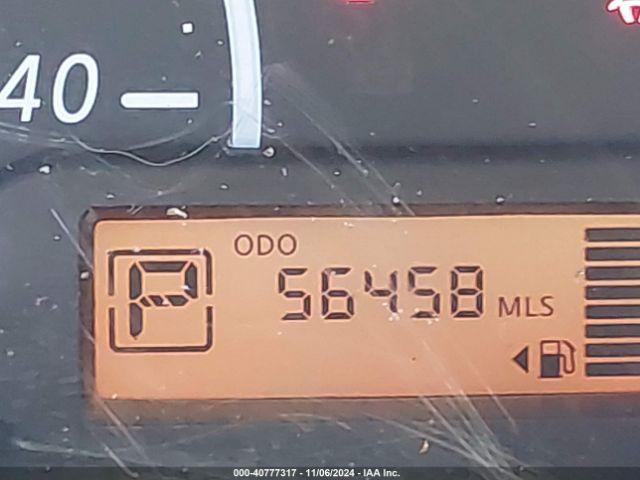 40
ODO
P
56458 MLS
000-40777317 - 11/06/2024 - IAA Inc.